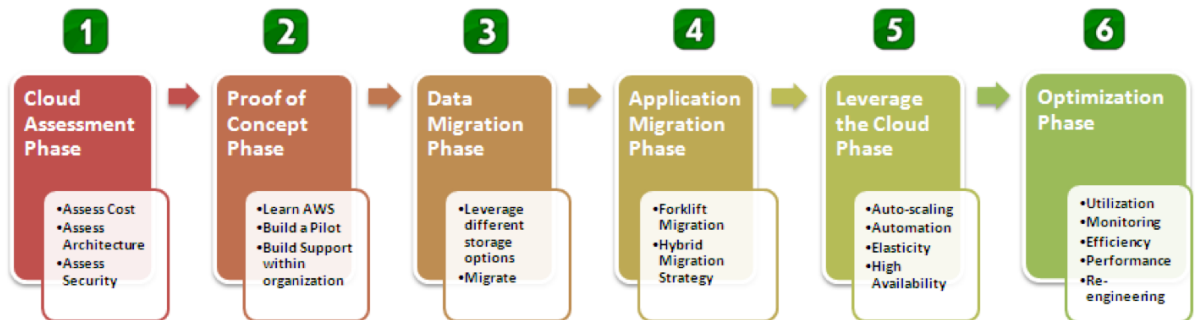 1
2
3
4
5
6
Cloud
Assessment
Phase
•Assess Cost
•Assess
Architecture
•Assess
Security
Proof of
Concept
Phase
•Learn AWS
•Build a Pilot
•Build Support
within
organization
Data
Migration
Phase
•Leverage
different
storage
options
•Migrate
Application
Migration
Phase
•Forklift
Migration
•Hybrid
Migration
Strategy
Leverage
the Cloud
Phase
•Auto-scaling
•Automation
•Elasticity
•High
Availability
Optimization
Phase
•Utilization
•Monitoring
•Efficiency
•Performance
•Re-
engineering